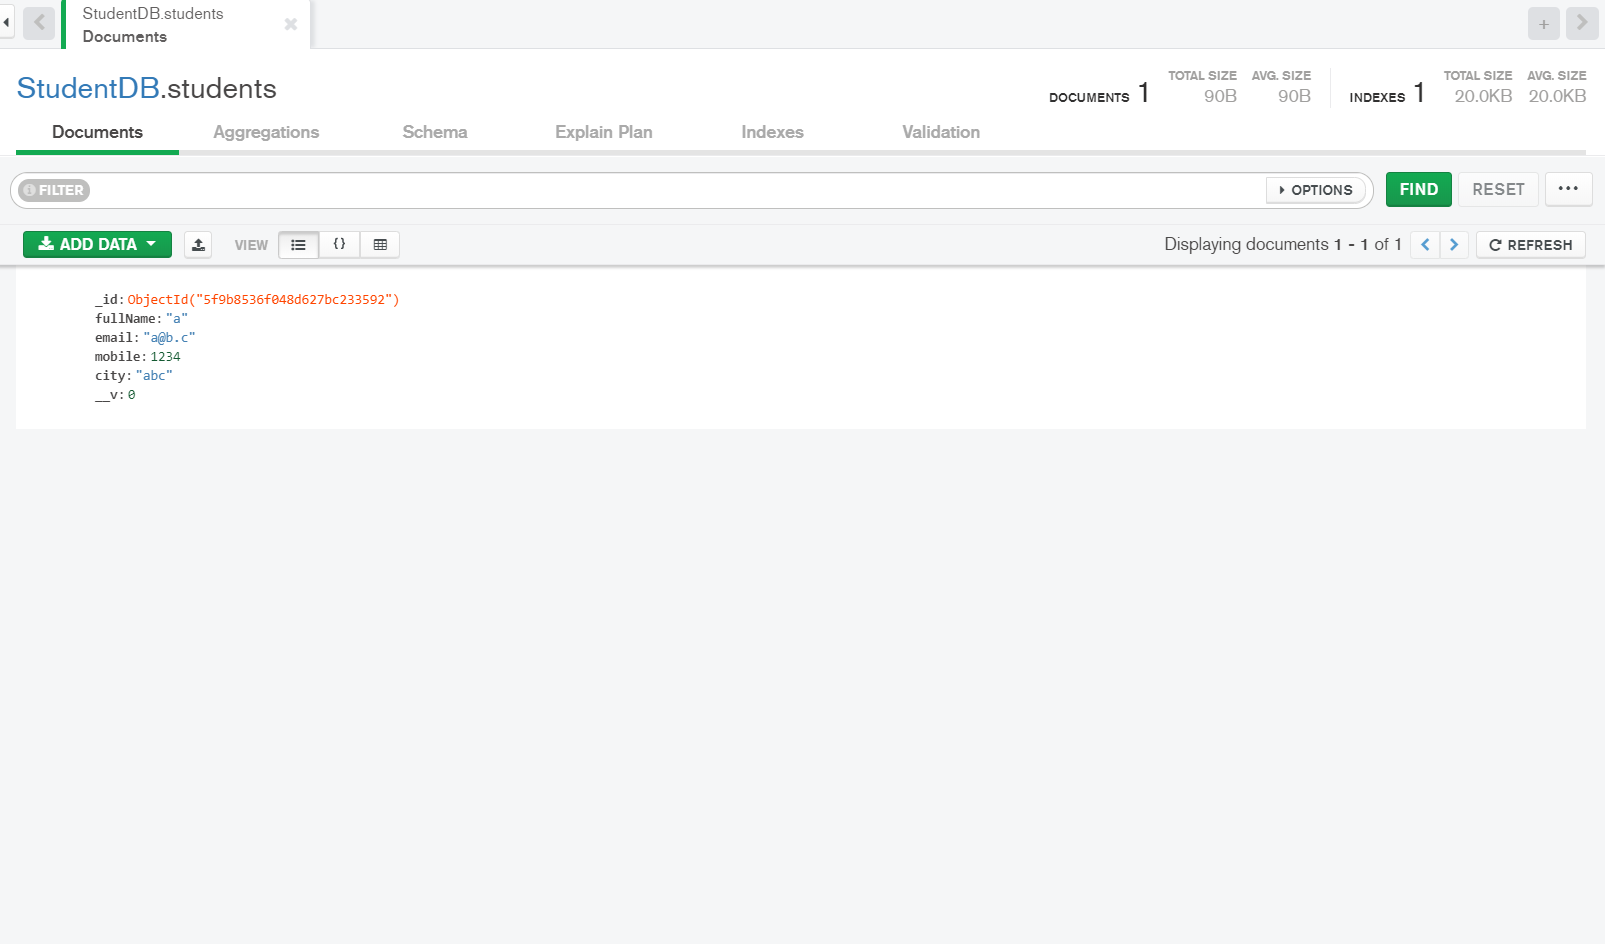 StudentDB.students
Documents
+
StudentDB.students
DOCUMENTS 1 TOTAL SIZE 90B AVG. SIZE 90B INDEXES 1 TOTAL SIZE 20.0KB AVG. SIZE 20.0KB
Documents Aggregations Schema Explain Plan Indexes Validation
FILTER OPTIONS FIND RESET ...
ADD DATA VIEW {} Displaying documents 1 - 1 of 1 REFRESH
_id: ObjectId("5f9b8536f048d627bc233592")
fullName: "a"
email: "a@b.c"
mobile: 1234
city: "abc"
__v: 0